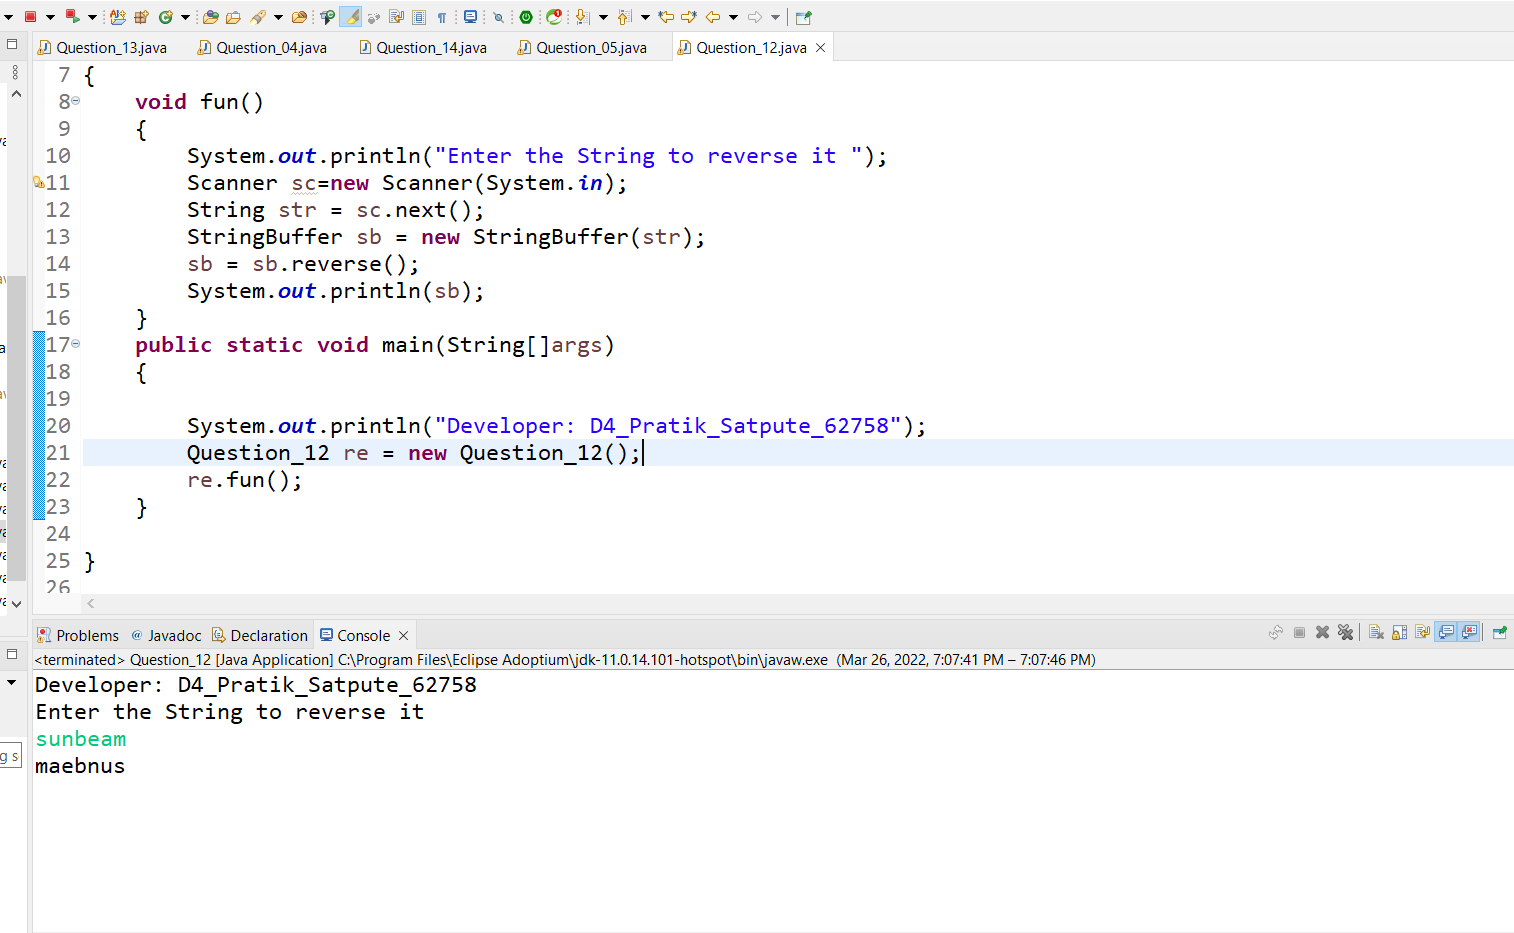 Question_13.java Question_04.java Question_14.java Question_05.java Question_12.java
7 {
8 void fun()
9 {
10 System.out.println("Enter the String to reverse it ");
11 Scanner sc=new Scanner(System.in);
12 String str = sc.next();
13 StringBuffer sb = new StringBuffer(str);
14 sb = sb.reverse();
15 System.out.println(sb);
16 }
17 public static void main(String[]args)
18 {
19
20 System.out.println("Developer: D4_Pratik_Satpute_62758");
21 Question_12 re = new Question_12();
22 re.fun();
23 }
24
25 }
26
Problems @ Javadoc Declaration Console
<terminated> Question_12 [Java Application] C:\Program Files\Eclipse Adoptium\jdk-11.0.14.101-hotspot\bin\javaw.exe (Mar 26, 2022, 7:07:41 PM – 7:07:46 PM)
Developer: D4_Pratik_Satpute_62758
Enter the String to reverse it
sunbeam
maebnus